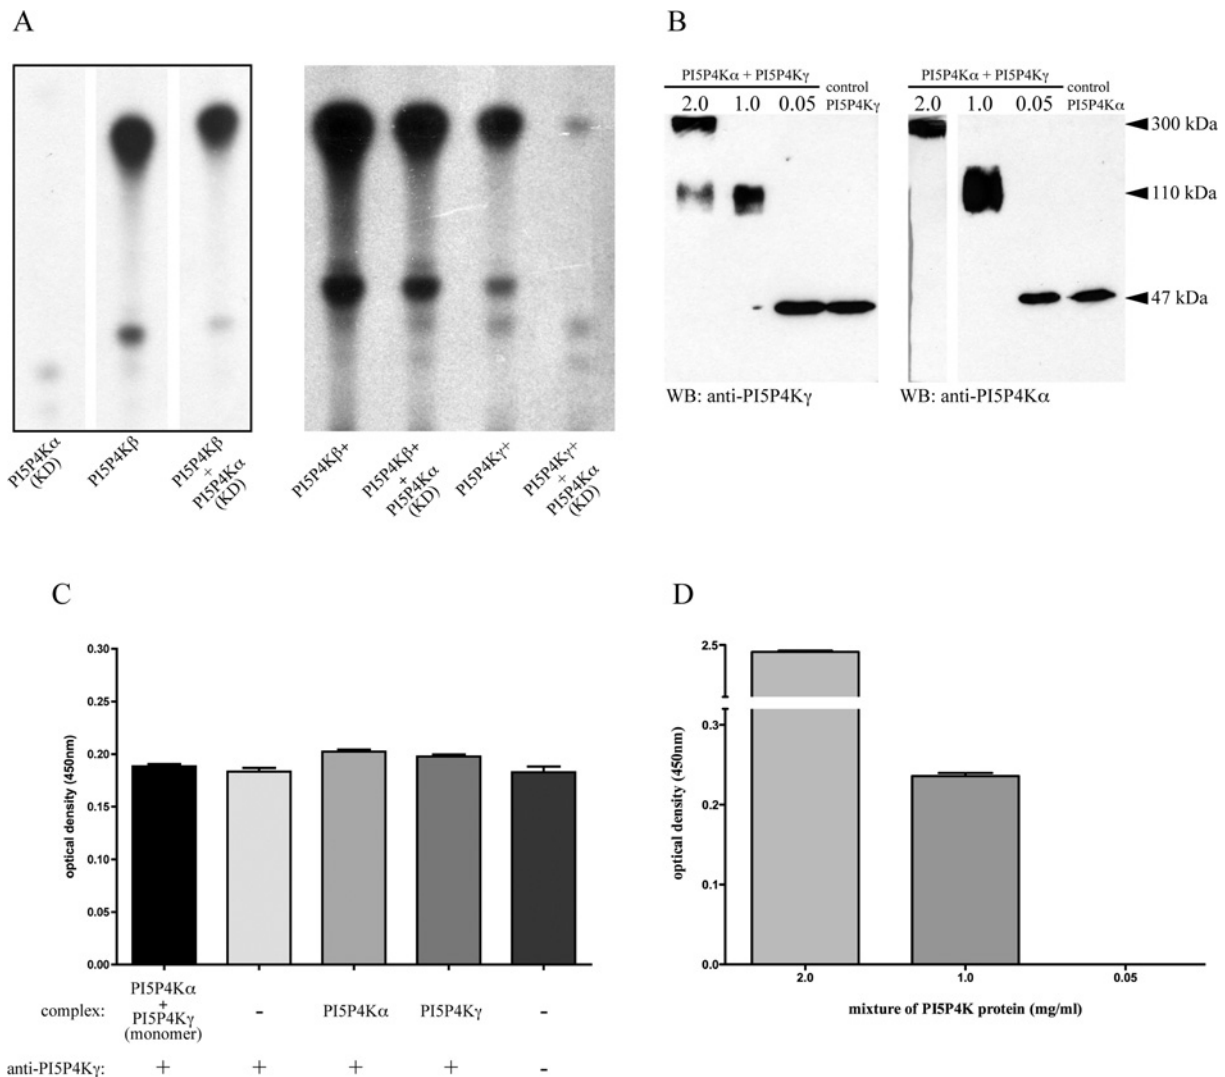 A
PI5P4Kα
(KD)
PI5P4Kβ
PI5P4Kβ
+
PI5P4Kα
(KD)
PI5P4Kβ+
PI5P4Kβ+
+
PI5P4Kα
(KD)
PI5P4Kγ+
PI5P4Kγ+
+
PI5P4Kα
(KD)
B
PI5P4Kα + PI5P4Kγ
2.0 1.0 0.05
control
PI5P4Kγ
PI5P4Kα + PI5P4Kγ
2.0 1.0 0.05
control
PI5P4Kα
300 kDa
110 kDa
47 kDa
WB: anti-PI5P4Kγ
WB: anti-PI5P4Kα
C
optical density (450nm)
0.30
0.25
0.20
0.15
0.10
0.05
0.00
complex:
PI5P4Kα
+
PI5P4Kγ
(monomer)
- PI5P4Kα PI5P4Kγ -
anti-PI5P4Kγ: + + + + -
D
optical density (450nm)
2.5
0.3
0.2
0.1
0.0
2.0 1.0 0.05
mixture of PI5P4K protein (mg/ml)